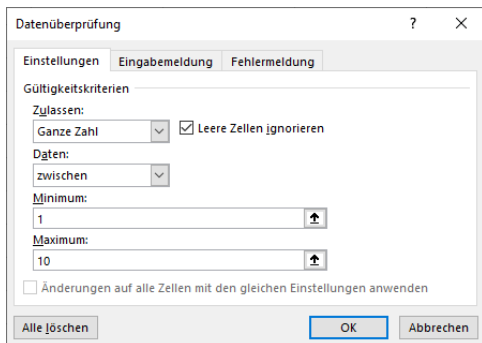 Datenüberprüfung ? ×
Einstellungen Eingabemeldung Fehlermeldung
Gültigkeitskriterien
Zulassen:
Ganze Zahl Leere Zellen ignorieren
Daten:
zwischen
Minimum:
1
Maximum:
10
Änderungen auf alle Zellen mit den gleichen Einstellungen anwenden
Alle löschen OK Abbrechen